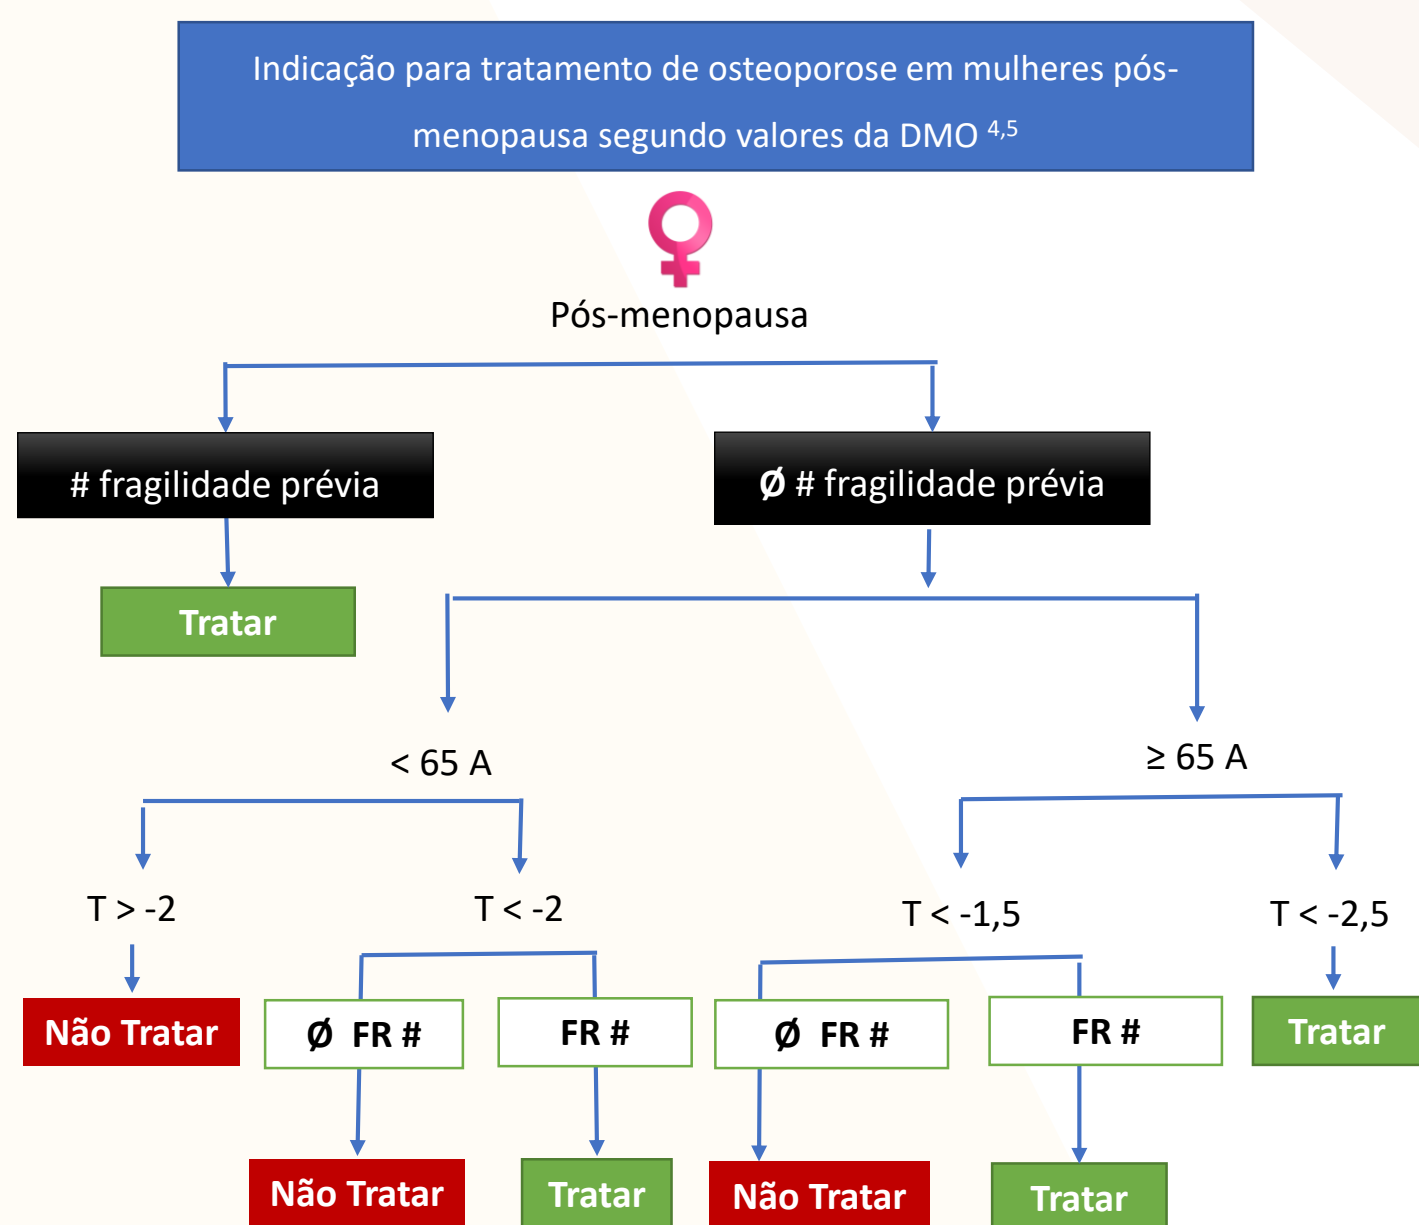 Indicação para tratamento de osteoporose em mulheres pós-
menopausa segundo valores da DMO 4,5
Pós-menopausa
# fragilidade prévia
Ø # fragilidade prévia
Tratar
< 65 A
≥ 65 A
T > -2
T < -2
T < -1,5
T < -2,5
Não Tratar
Ø FR #
FR #
Ø FR #
FR #
Tratar
Não Tratar
Tratar
Não Tratar
Tratar